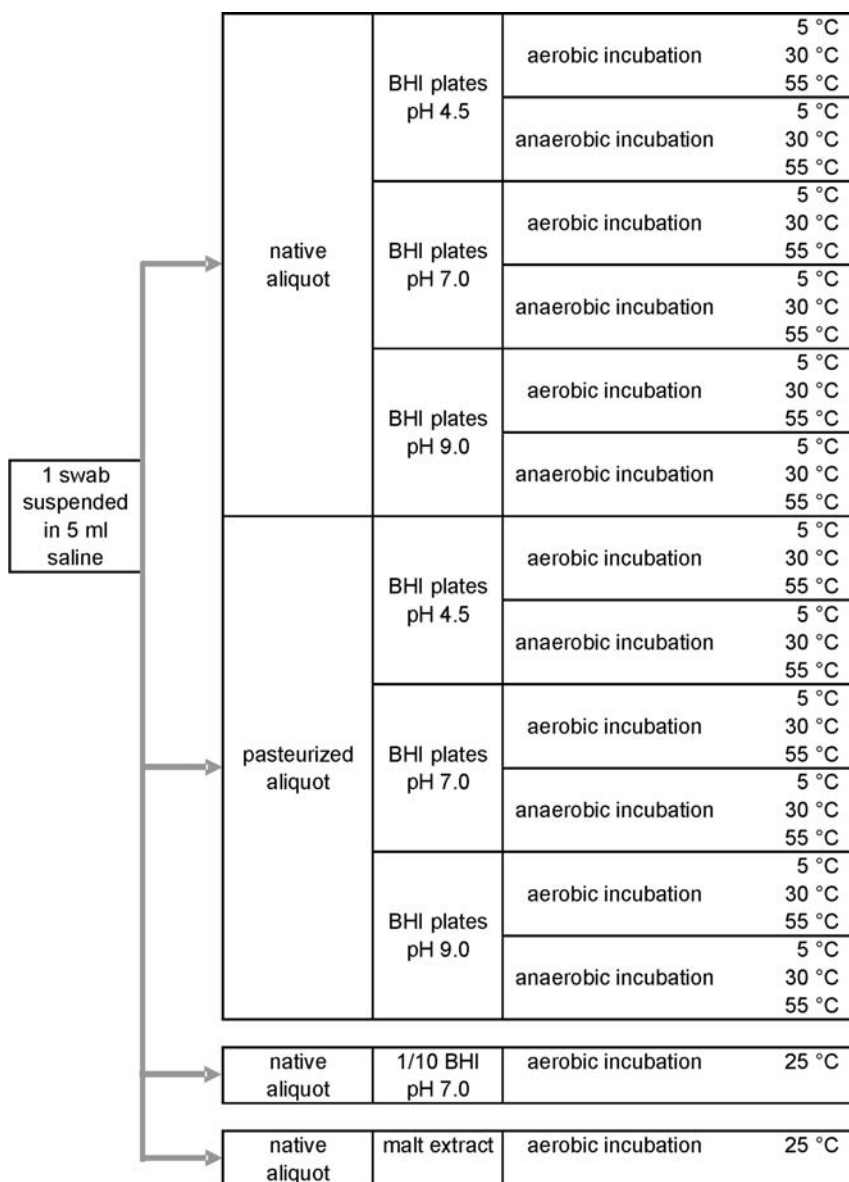 1 swab
suspended
in 5 ml
saline
native
aliquot
BHI plates
pH 4.5
aerobic incubation
5 °C
30 °C
55 °C
anaerobic incubation
5 °C
30 °C
55 °C
BHI plates
pH 7.0
aerobic incubation
5 °C
30 °C
55 °C
anaerobic incubation
5 °C
30 °C
55 °C
BHI plates
pH 9.0
aerobic incubation
5 °C
30 °C
55 °C
anaerobic incubation
5 °C
30 °C
55 °C
pasteurized
aliquot
BHI plates
pH 4.5
aerobic incubation
5 °C
30 °C
55 °C
anaerobic incubation
5 °C
30 °C
55 °C
BHI plates
pH 7.0
aerobic incubation
5 °C
30 °C
55 °C
anaerobic incubation
5 °C
30 °C
55 °C
BHI plates
pH 9.0
aerobic incubation
5 °C
30 °C
55 °C
anaerobic incubation
5 °C
30 °C
55 °C
native
aliquot
1/10 BHI
pH 7.0
aerobic incubation
25 °C
native
aliquot
malt extract
aerobic incubation
25 °C